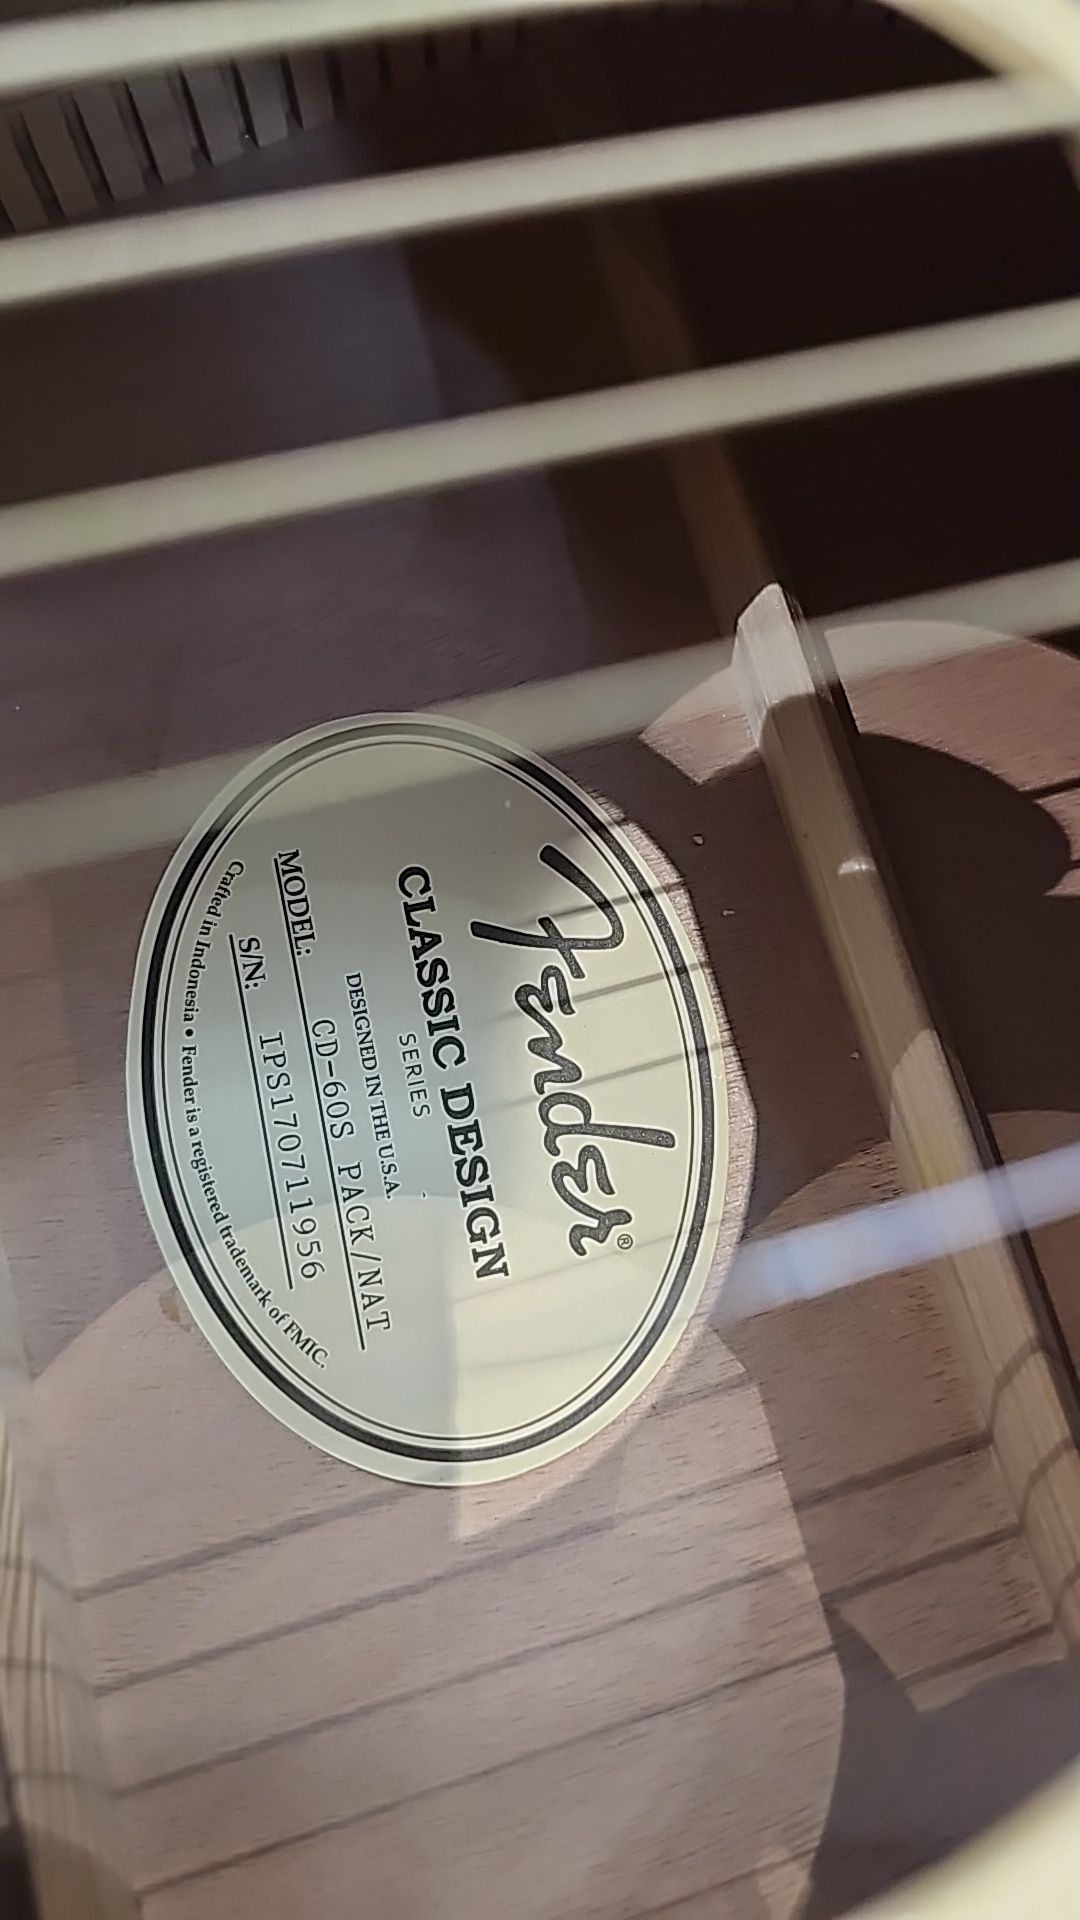 Fender®
CLASSIC DESIGN
SERIES
DESIGNED IN THE U.S.A.
MODEL: CD-60S PACK/NAT
S/N: IPS170711956
Crafted in Indonesia • Fender is a registered trademark of FMIC.